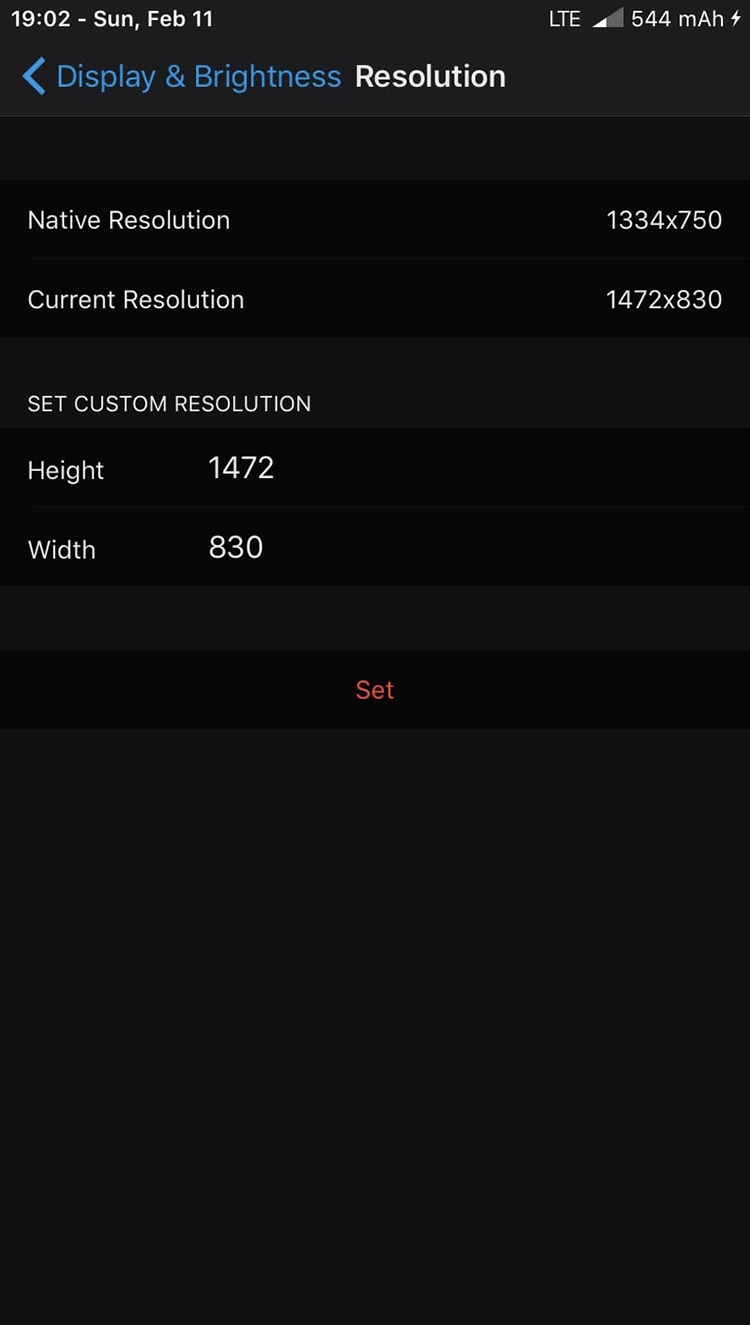 19:02 - Sun, Feb 11 LTE 544 mAh
Display & Brightness Resolution
Native Resolution 1334x750
Current Resolution 1472x830
SET CUSTOM RESOLUTION
Height 1472
Width 830
Set